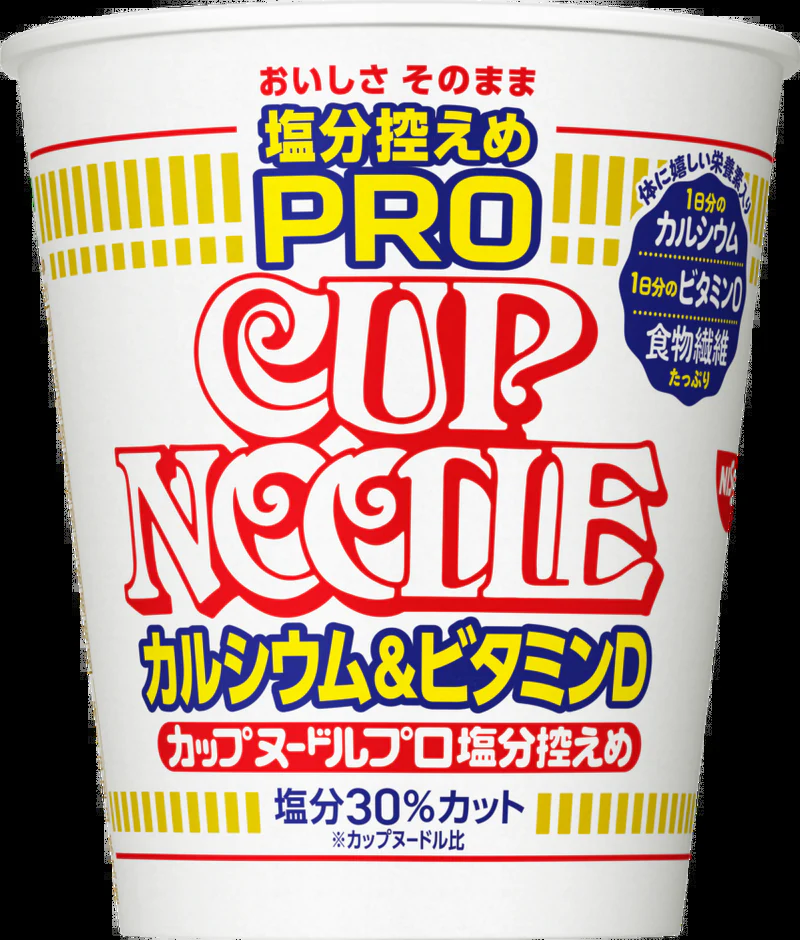 おいしさ そのまま
塩分控えめ
PRO
体に嬉しい栄養素入り
1日分の
カルシウム
1日分のビタミンD
食物繊維
たっぷり
CUP
NOODLE
カルシウム&ビタミンD
カップヌードルプロ塩分控えめ
塩分30%カット
※カップヌードル比